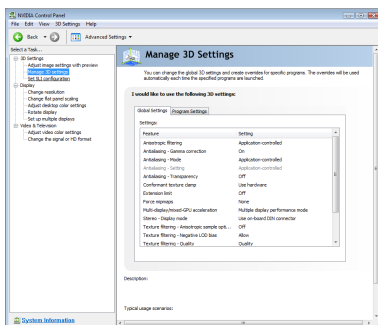 NVIDIA Control Panel
File Edit View 3D Settings Help
Back Advanced Settings
Select a Task...
3D Settings
Adjust image settings with preview
Manage 3D settings
Set SLI configuration
Display
Change resolution
Change flat panel scaling
Adjust desktop color settings
Rotate display
Set up multiple displays
Video & Television
Adjust video color settings
Change the signal or HD format
System Information
Manage 3D Settings
You can change the global 3D settings and create overrides for specific programs. The overrides will be used
automatically each time the specified programs are launched.
I would like to use the following 3D settings:
Global Settings Program Settings
Settings:
Feature Setting
Anisotropic filtering Application-controlled
Antialiasing - Gamma correction On
Antialiasing - Mode Application-controlled
Antialiasing - Setting Application-controlled
Antialiasing - Transparency Off
Conformant texture clamp Use hardware
Extension limit Off
Force mipmaps None
Multi-display/mixed-GPU acceleration Multiple display performance mode
Stereo - Display mode Use on-board DIN connector
Texture filtering - Anisotropic sample opti... Off
Texture filtering - Negative LOD bias Allow
Texture filtering - Quality Quality
Description:
Typical usage scenarios: